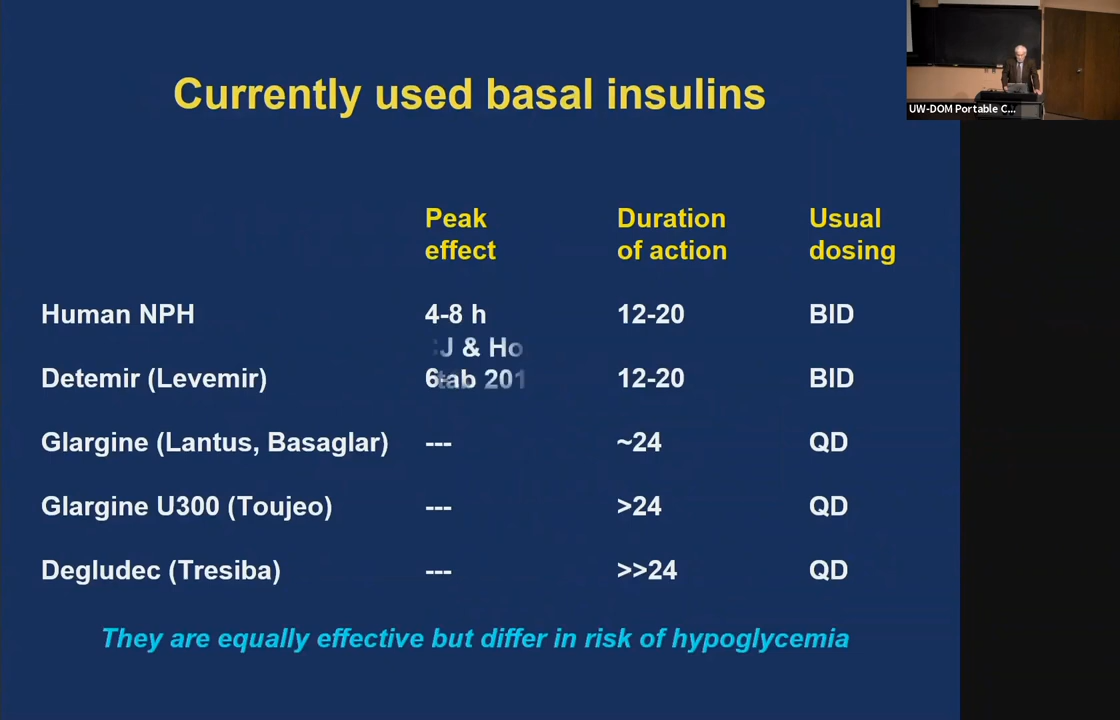 Currently used basal insulins
UW-DOM Portable C...
Peak effect Duration of action Usual dosing
Human NPH 4-8 h 12-20 BID
J & Ho
Detemir (Levemir) 6 12-20 BID
Glargine (Lantus, Basaglar) --- ~24 QD
Glargine U300 (Toujeo) --- >24 QD
Degludec (Tresiba) --- >>24 QD
They are equally effective but differ in risk of hypoglycemia